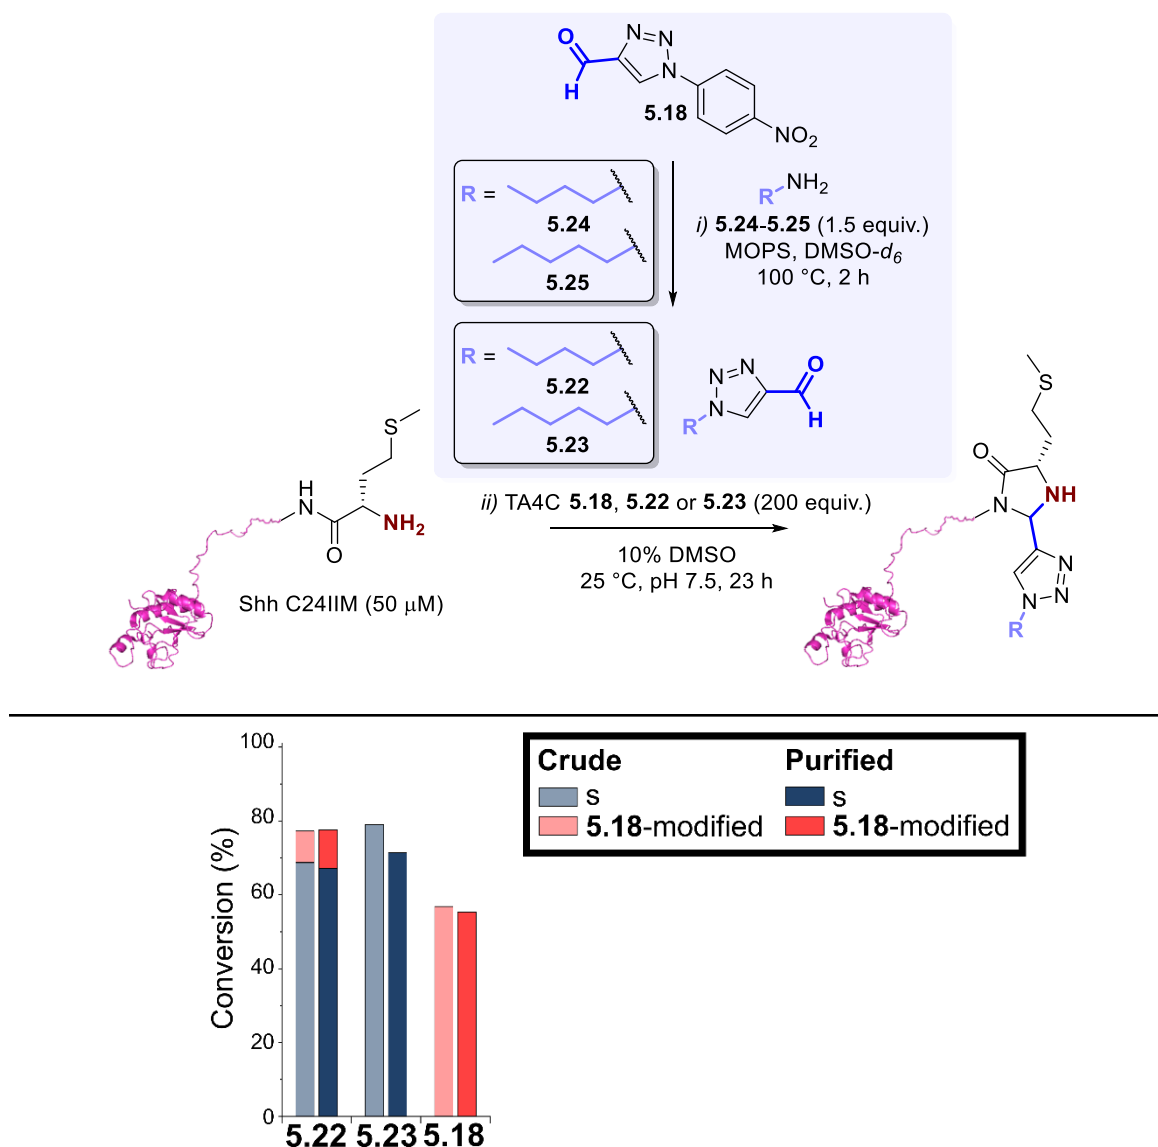 O
H
N
N
N
5.18
NO2
R =
5.24
5.25
R
NH2
i) 5.24-5.25 (1.5 equiv.)
MOPS, DMSO-d6
100 °C, 2 h
R =
5.22
5.23
N
N
N
R
O
H
S
H
N
O
NH2
Shh C24IIM (50 μM)
ii) TA4C 5.18, 5.22 or 5.23 (200 equiv.)
10% DMSO
25 °C, pH 7.5, 23 h
S
O
N
NH
N
N
N
R
Conversion (%)
100
80
60
40
20
0
5.22 5.23 5.18
Crude Purified
s s
5.18-modified 5.18-modified